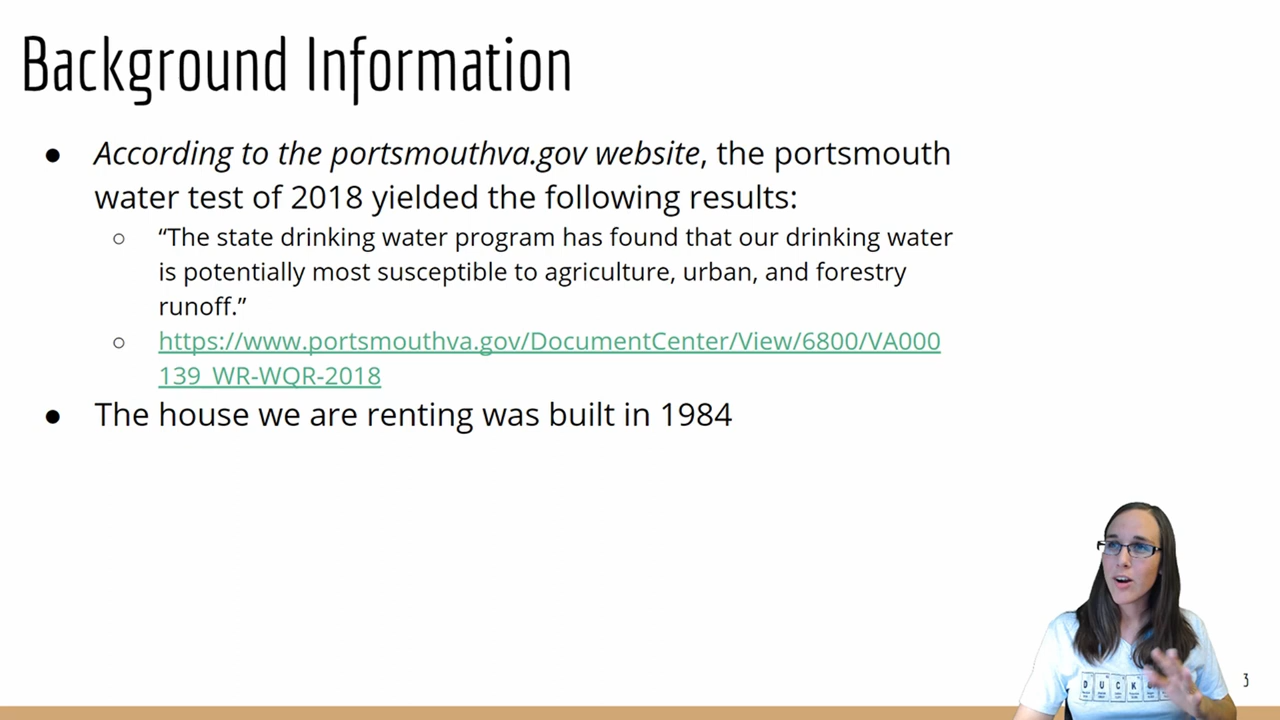 Background Information
● According to the portsmouthva.gov website, the portsmouth
water test of 2018 yielded the following results:
○ “The state drinking water program has found that our drinking water
is potentially most susceptible to agriculture, urban, and forestry
runoff.”
○ https://www.portsmouthva.gov/DocumentCenter/View/6800/VA000
139_WR-WQR-2018
● The house we are renting was built in 1984
D U C K
3